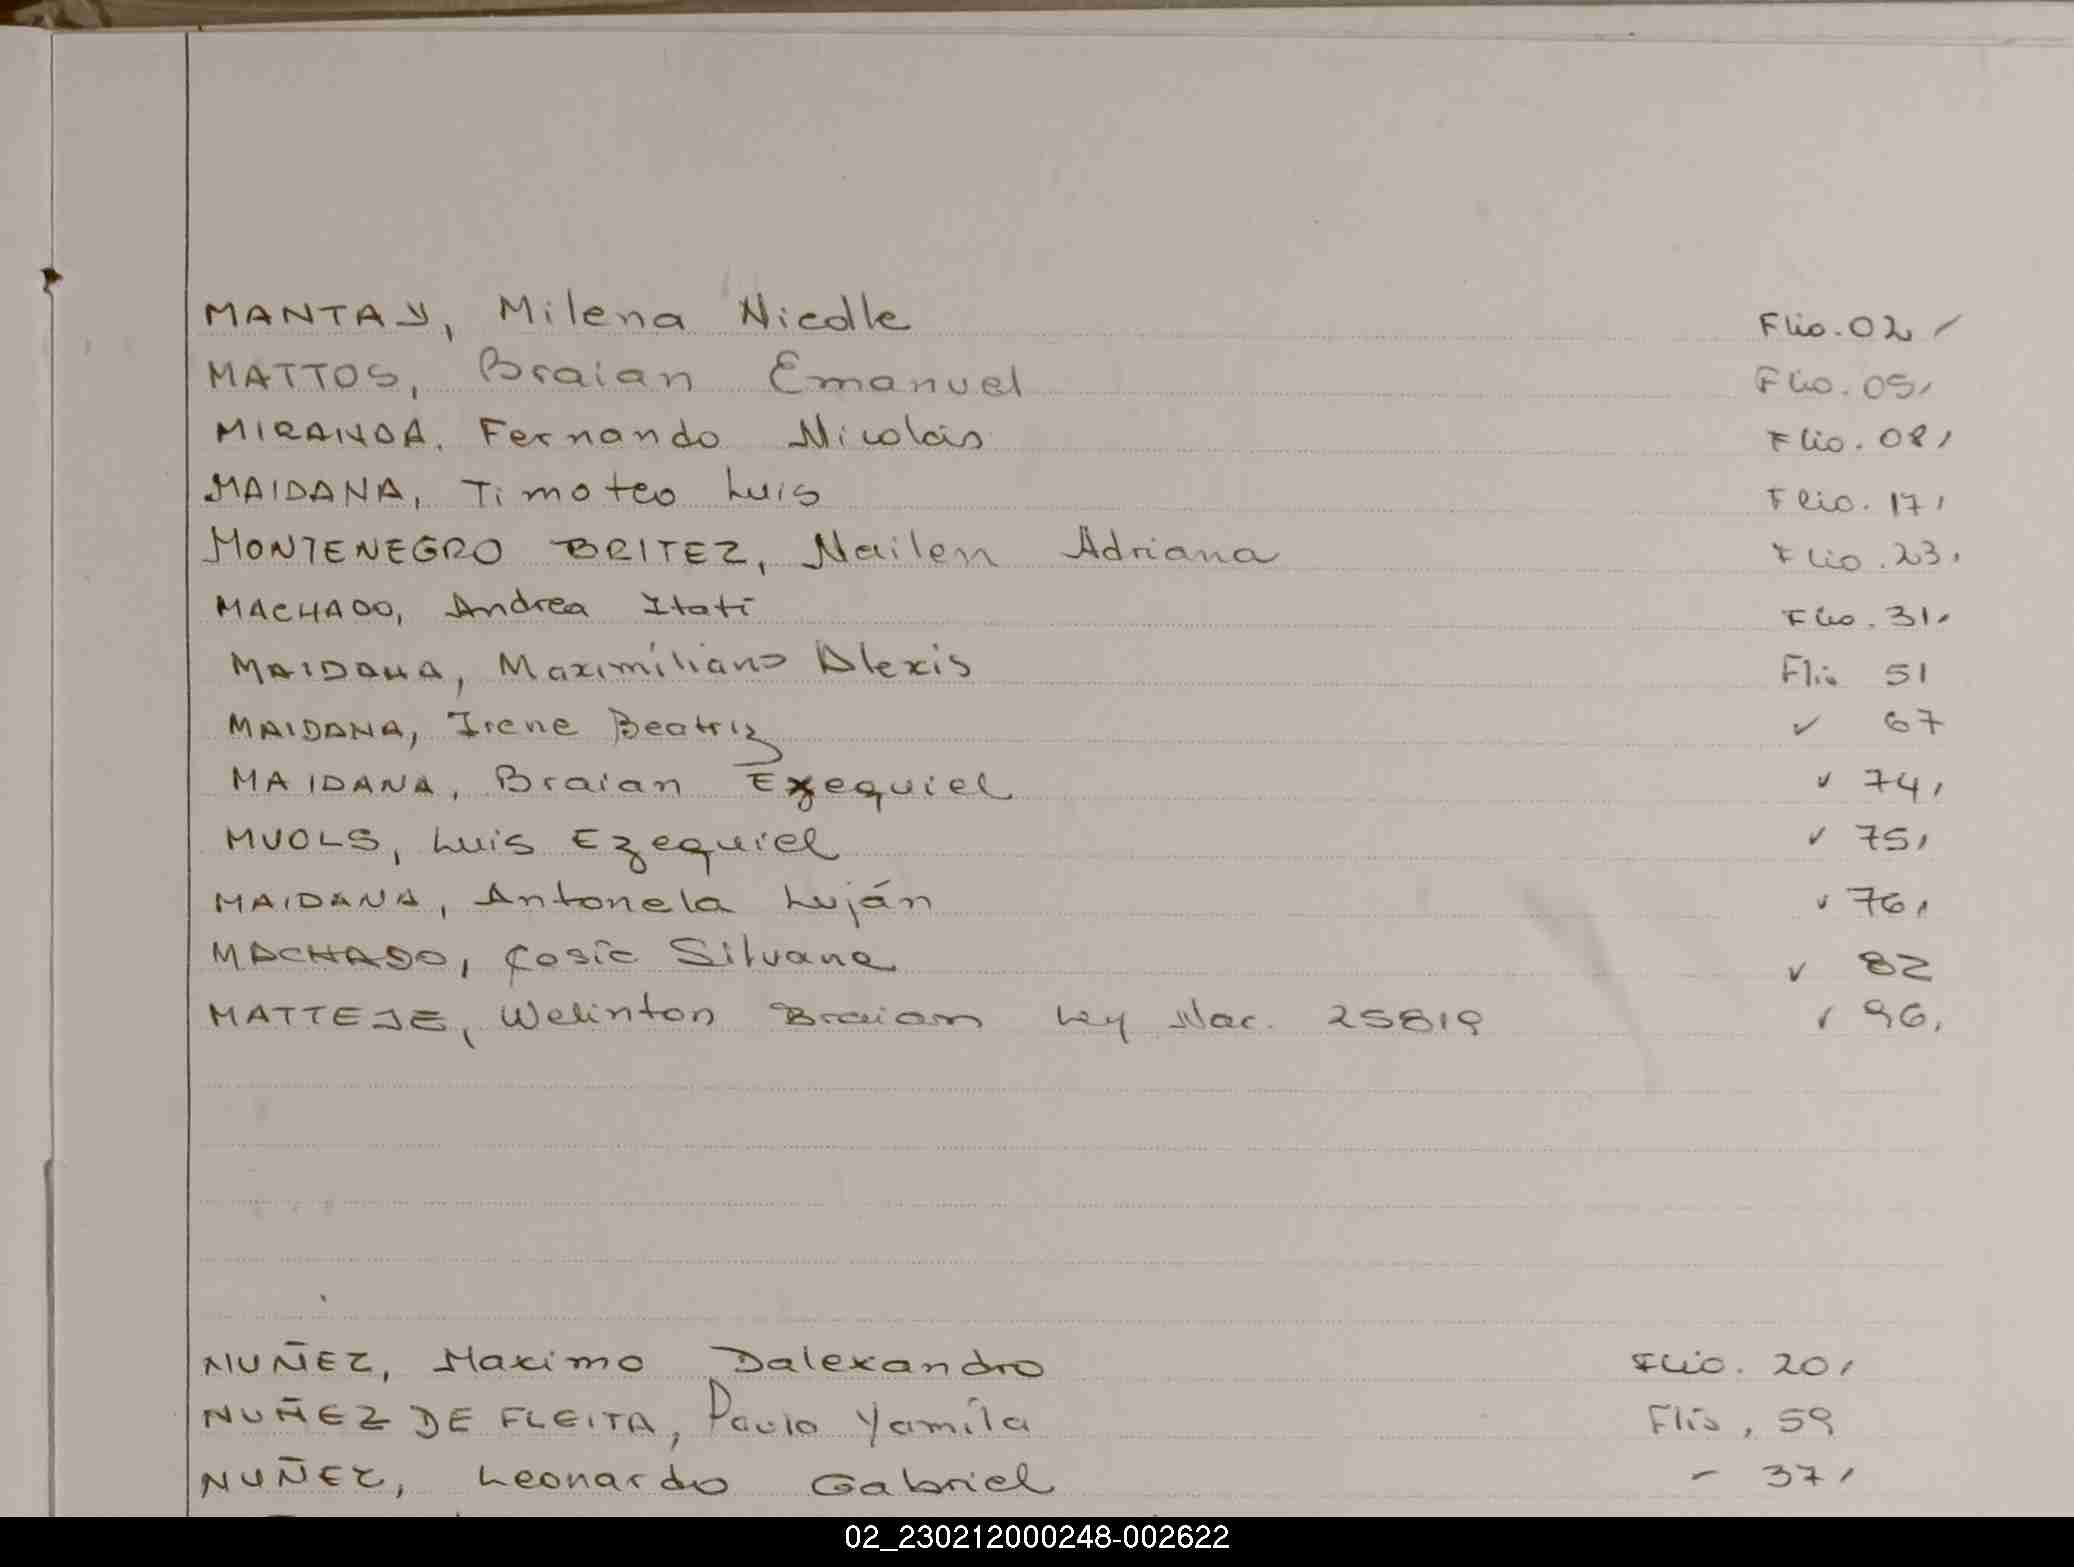 MANTAY, Milena Nicolle Flio. 02
MATTOS, Braian Emanuel Flio. 05,
MIRANDA. Fernando Nicolás Flio. 08,
MAIDANA, Timoteo Luis Flio. 17,
MONTENEGRO BRITEZ, Nailen Adriana Flio. 23.
MACHADO, Andrea Itatí Flio. 31.
MAIDANA, Maximiliano Alexis Flio 51
MAIDANA, Irene Beatriz ✓ 67
MAIDANA, Braian Ezequiel ✓ 74,
MUOLS, Luis Ezequiel ✓ 75,
MAIDANA, Antonela Luján ✓ 76,
MACHADO, Silvana ✓ 82
MATTEJE, Welinton Braian Ley Nac. 25819 ✓ 96,
NUÑEZ, Maximo Dalexandro Flio. 20,
NUÑEZ DE FLEITA, Paula Yamila Flio, 59
NUÑEZ, Leonardo Gabriel - 37,
02_230212000248-002622